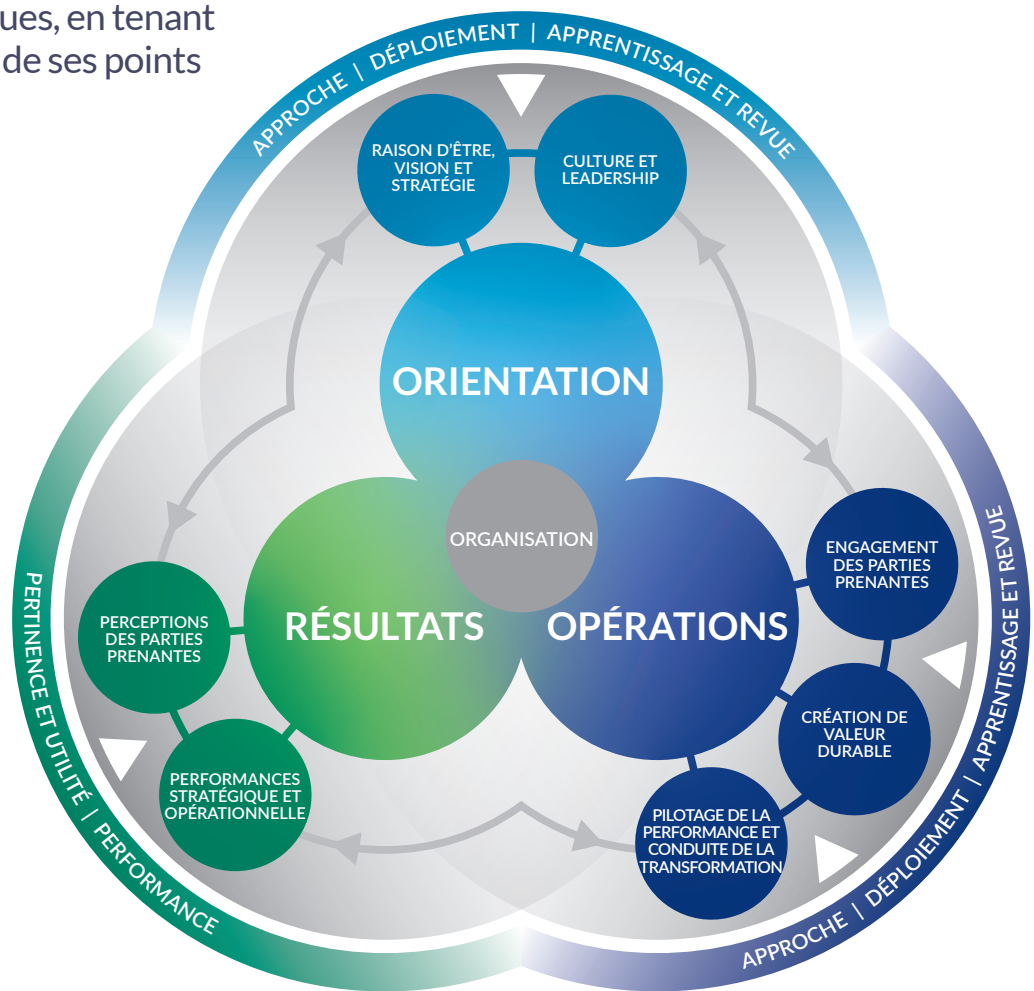 ues, en tenant
de ses points
APPROCHE | DÉPLOIEMENT | APPRENTISSAGE ET REVUE
RAISON D'ÊTRE,
VISION ET
STRATÉGIE
CULTURE ET
LEADERSHIP
ORIENTATION
ORGANISATION
RÉSULTATS
OPÉRATIONS
ENGAGEMENT
DES PARTIES
PRENANTES
CRÉATION DE
VALEUR
DURABLE
PILOTAGE DE LA
PERFORMANCE ET
CONDUITE DE LA
TRANSFORMATION
APPROCHE | DÉPLOIEMENT | APPRENTISSAGE ET REVUE
PERCEPTIONS
DES PARTIES
PRENANTES
PERFORMANCES
STRATÉGIQUE ET
OPÉRATIONNELLE
PERTINENCE ET UTILITÉ | PERFORMANCE